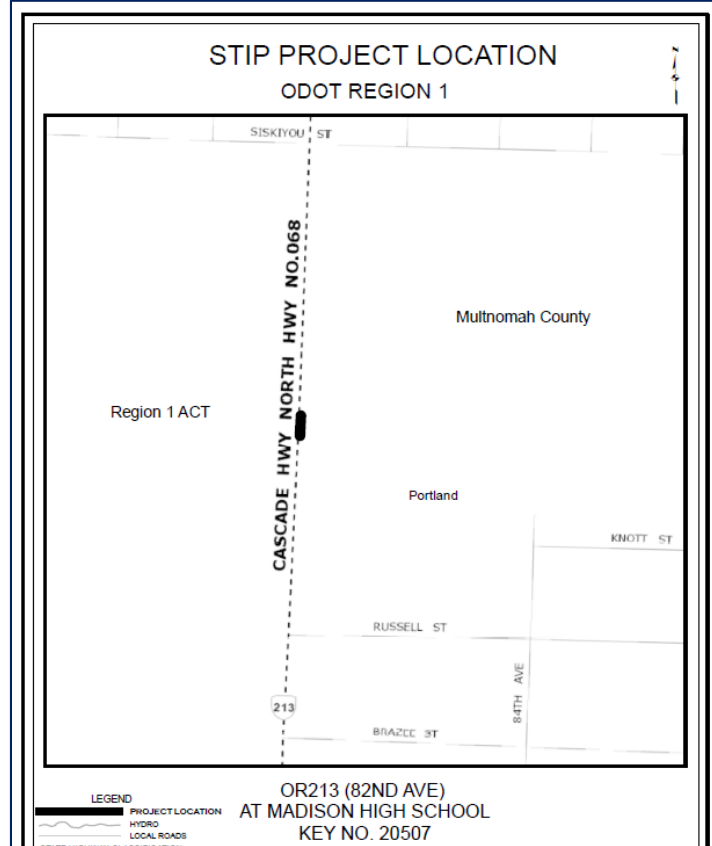 STIP PROJECT LOCATION
ODOT REGION 1
SISKIYOU ST
CASCADE HWY NORTH HWY NO.068
Multnomah County
Region 1 ACT
Portland
KNOTT ST
RUSSELL ST
84TH AVE
213
BRAZEE ST
OR213 (82ND AVE)
AT MADISON HIGH SCHOOL
KEY NO. 20507
LEGEND
PROJECT LOCATION
HYDRO
LOCAL ROADS